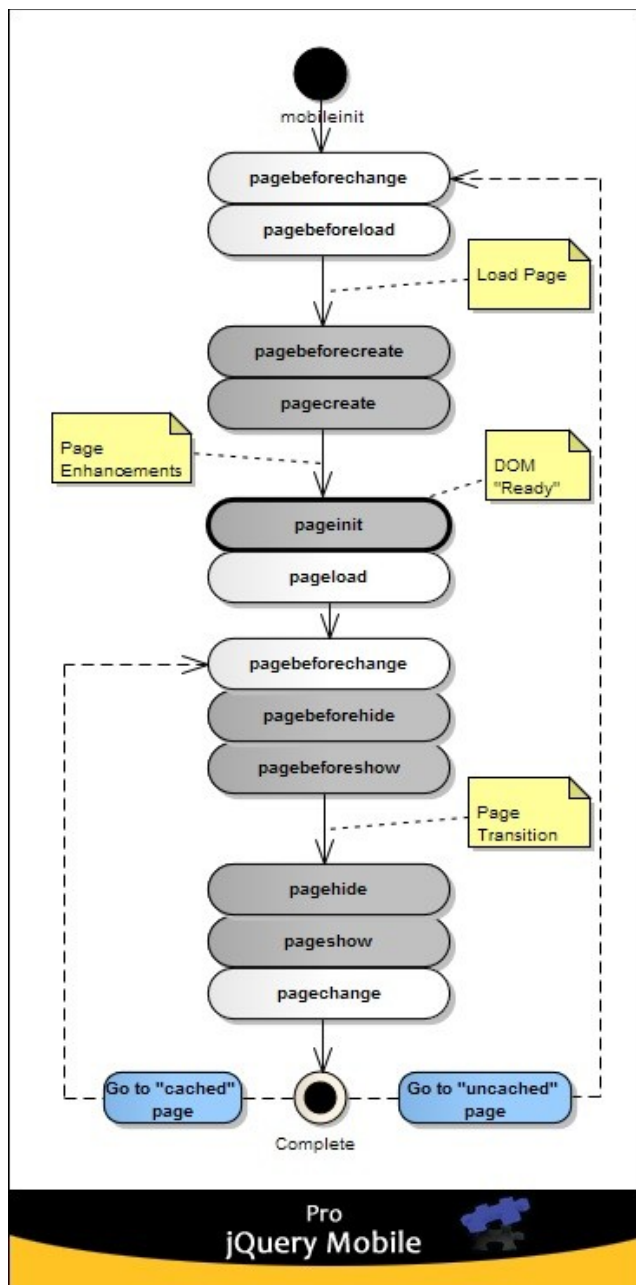 mobileinit
pagebeforechange
pagebeforeload
Load Page
pagebeforecreate
pagecreate
Page
Enhancements
DOM
"Ready"
pageinit
pageload
pagebeforechange
pagebeforehide
pagebeforeshow
Page
Transition
pagehide
pageshow
pagechange
Go to "cached"
page
Go to "uncached"
page
Complete
Pro
jQuery Mobile